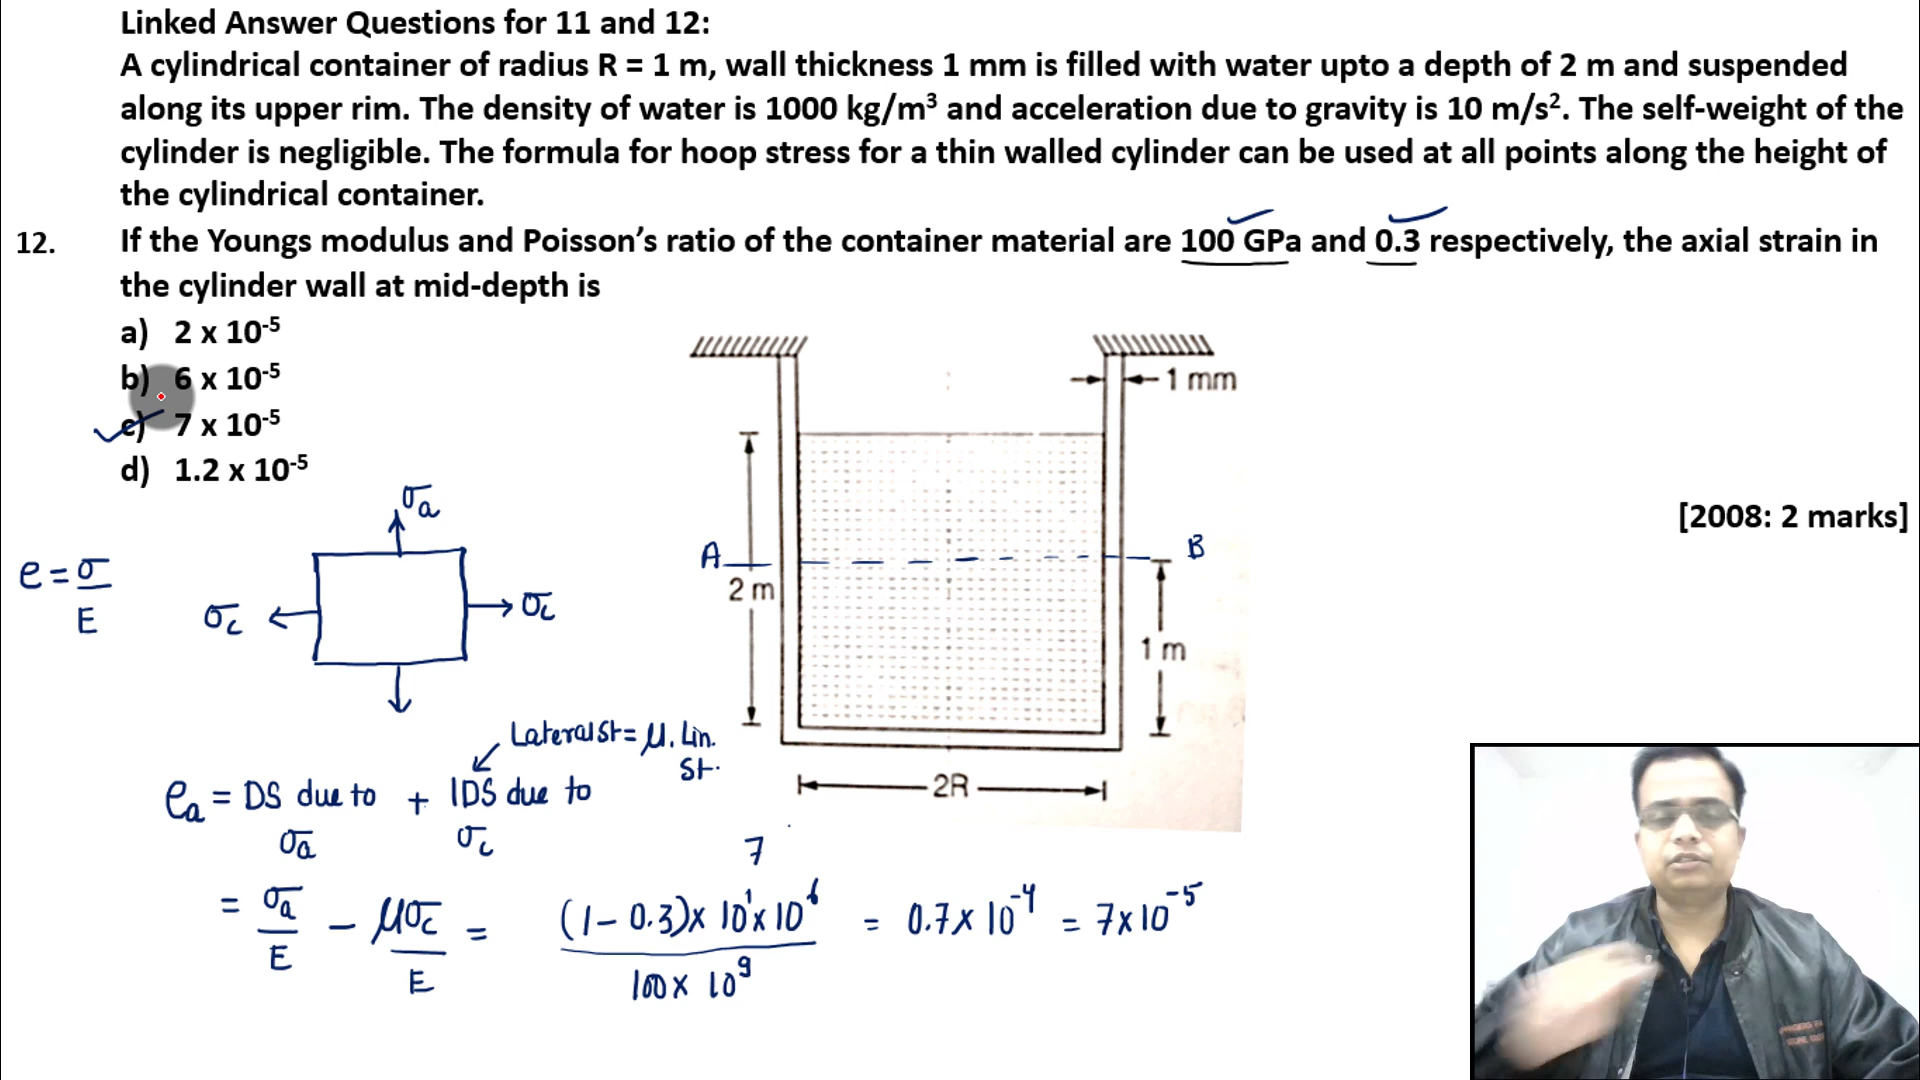 Linked Answer Questions for 11 and 12:
A cylindrical container of radius R = 1 m, wall thickness 1 mm is filled with water upto a depth of 2 m and suspended
along its upper rim. The density of water is 1000 kg/m³ and acceleration due to gravity is 10 m/s². The self-weight of the
cylinder is negligible. The formula for hoop stress for a thin walled cylinder can be used at all points along the height of
the cylindrical container.
12. If the Youngs modulus and Poisson's ratio of the container material are 100 GPa and 0.3 respectively, the axial strain in
the cylinder wall at mid-depth is
a) 2 x 10⁻⁵
b) 6 x 10⁻⁵
c) 7 x 10⁻⁵
d) 1.2 x 10⁻⁵
[2008: 2 marks]
1 mm
A
B
2 m
1 m
2R
σa
e = σ/E
σc
σc
Lateral St = μ. Lin. St.
ea = DS due to σa + IDS due to σc
= σa/E - μσc/E = (1 - 0.3) x 10¹ x 10⁶ / 100 x 10⁹ = 0.7 x 10⁻⁴ = 7 x 10⁻⁵
7